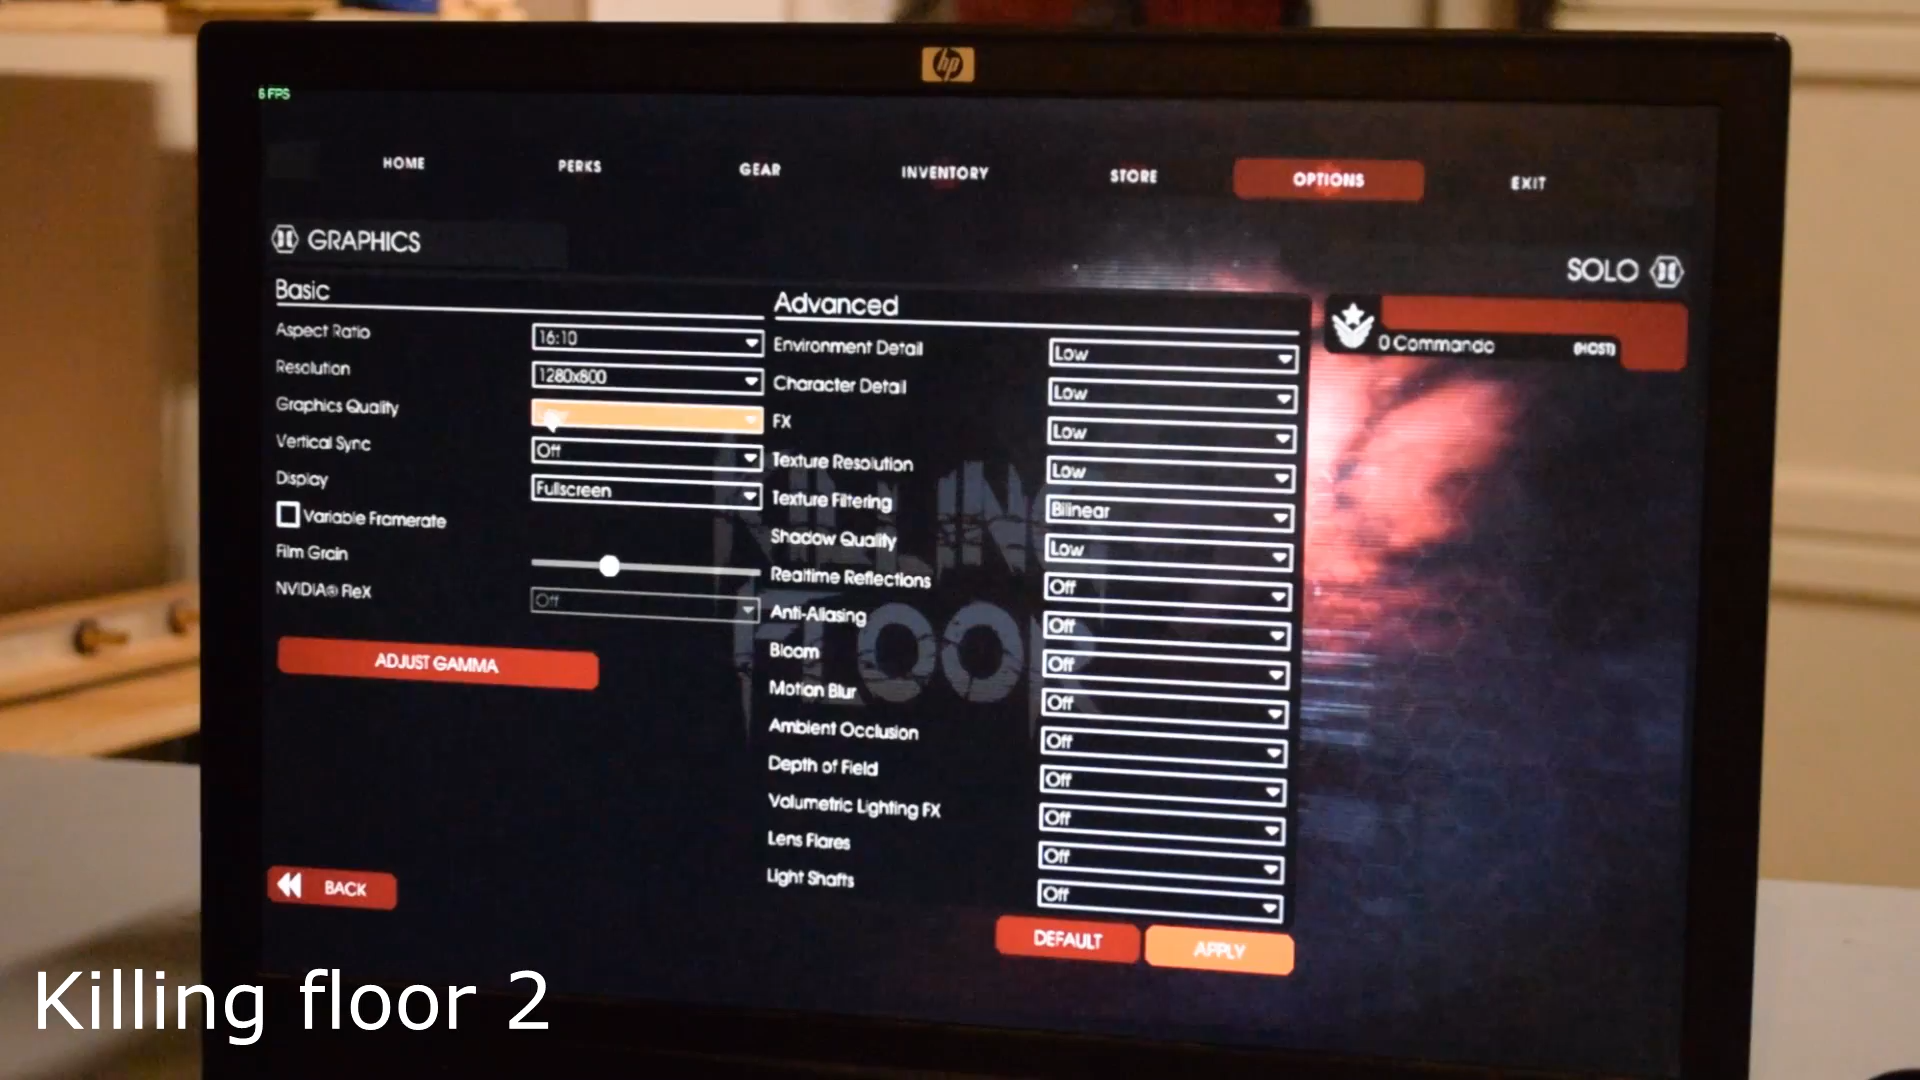 hp
6 FPS
HOME PERKS GEAR INVENTORY STORE OPTIONS EXIT
GRAPHICS
SOLO
Basic
Advanced
0 Commando (HOST)
Aspect Ratio 16:10
Resolution 1280x800
Graphics Quality
Vertical Sync Off
Display Fullscreen
Variable Framerate
Film Grain
NVIDIA® FleX Off
ADJUST GAMMA
Environment Detail Low
Character Detail Low
FX Low
Texture Resolution Low
Texture Filtering Bilinear
Shadow Quality Low
Realtime Reflections Off
Anti-Aliasing Off
Bloom Off
Motion Blur Off
Ambient Occlusion Off
Depth of Field Off
Volumetric Lighting FX Off
Lens Flares Off
Light Shafts Off
KILLING
FLOOR
BACK
DEFAULT APPLY
Killing floor 2